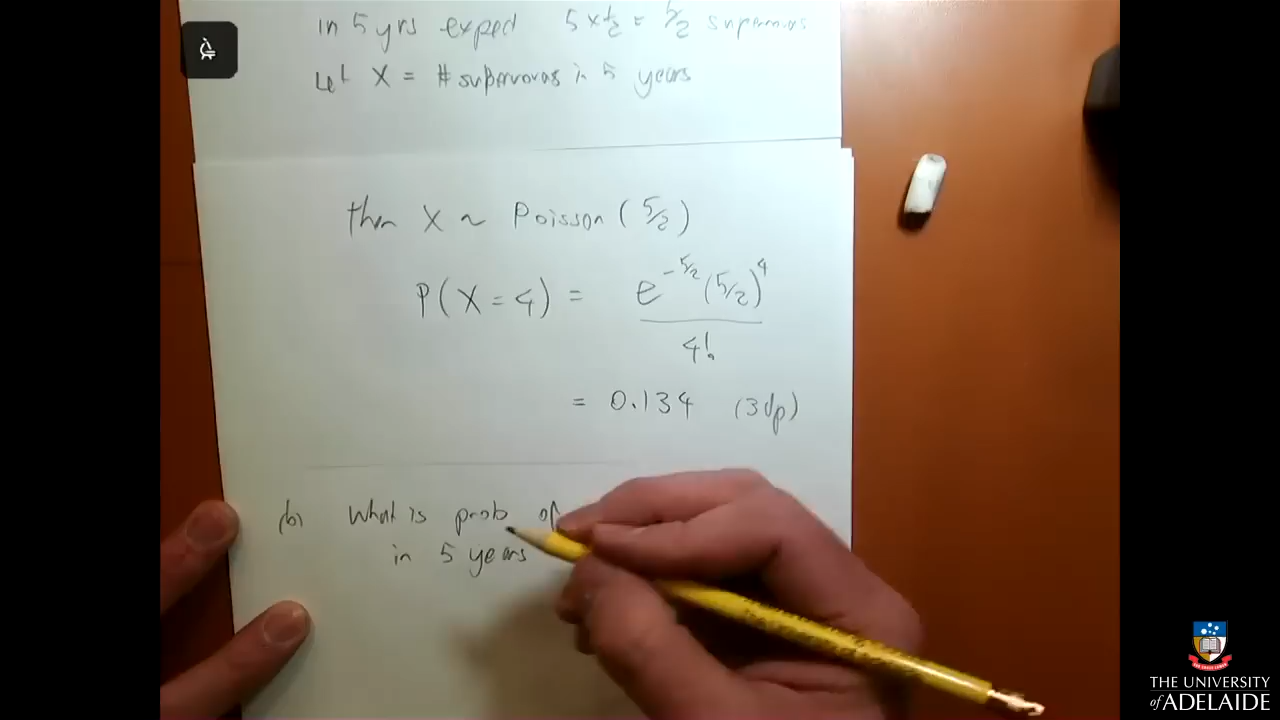 in 5 yrs expect 5 x 1/2 = 5/2 supernovas
Let X = # supernovas in 5 years
then X ~ Poisson ( 5/2 )
P( X = 4 ) = e^{-5/2} (5/2)^4 / 4!
= 0.134 (3dp)
(b) What is prob of
in 5 years
THE UNIVERSITY
of ADELAIDE